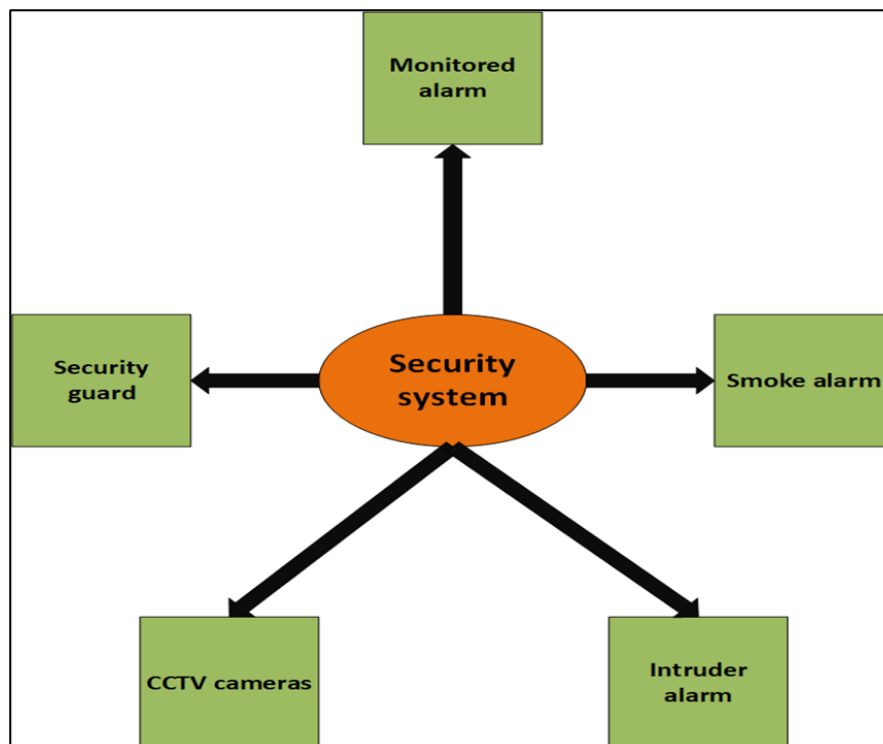 Monitored
alarm
Security
guard
Security
system
Smoke alarm
CCTV cameras
Intruder
alarm